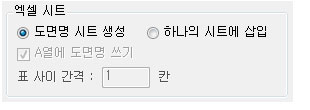 엑셀 시트
도면명 시트 생성 하나의 시트에 삽입
A열에 도면명 쓰기
표 사이 간격 : 1 칸